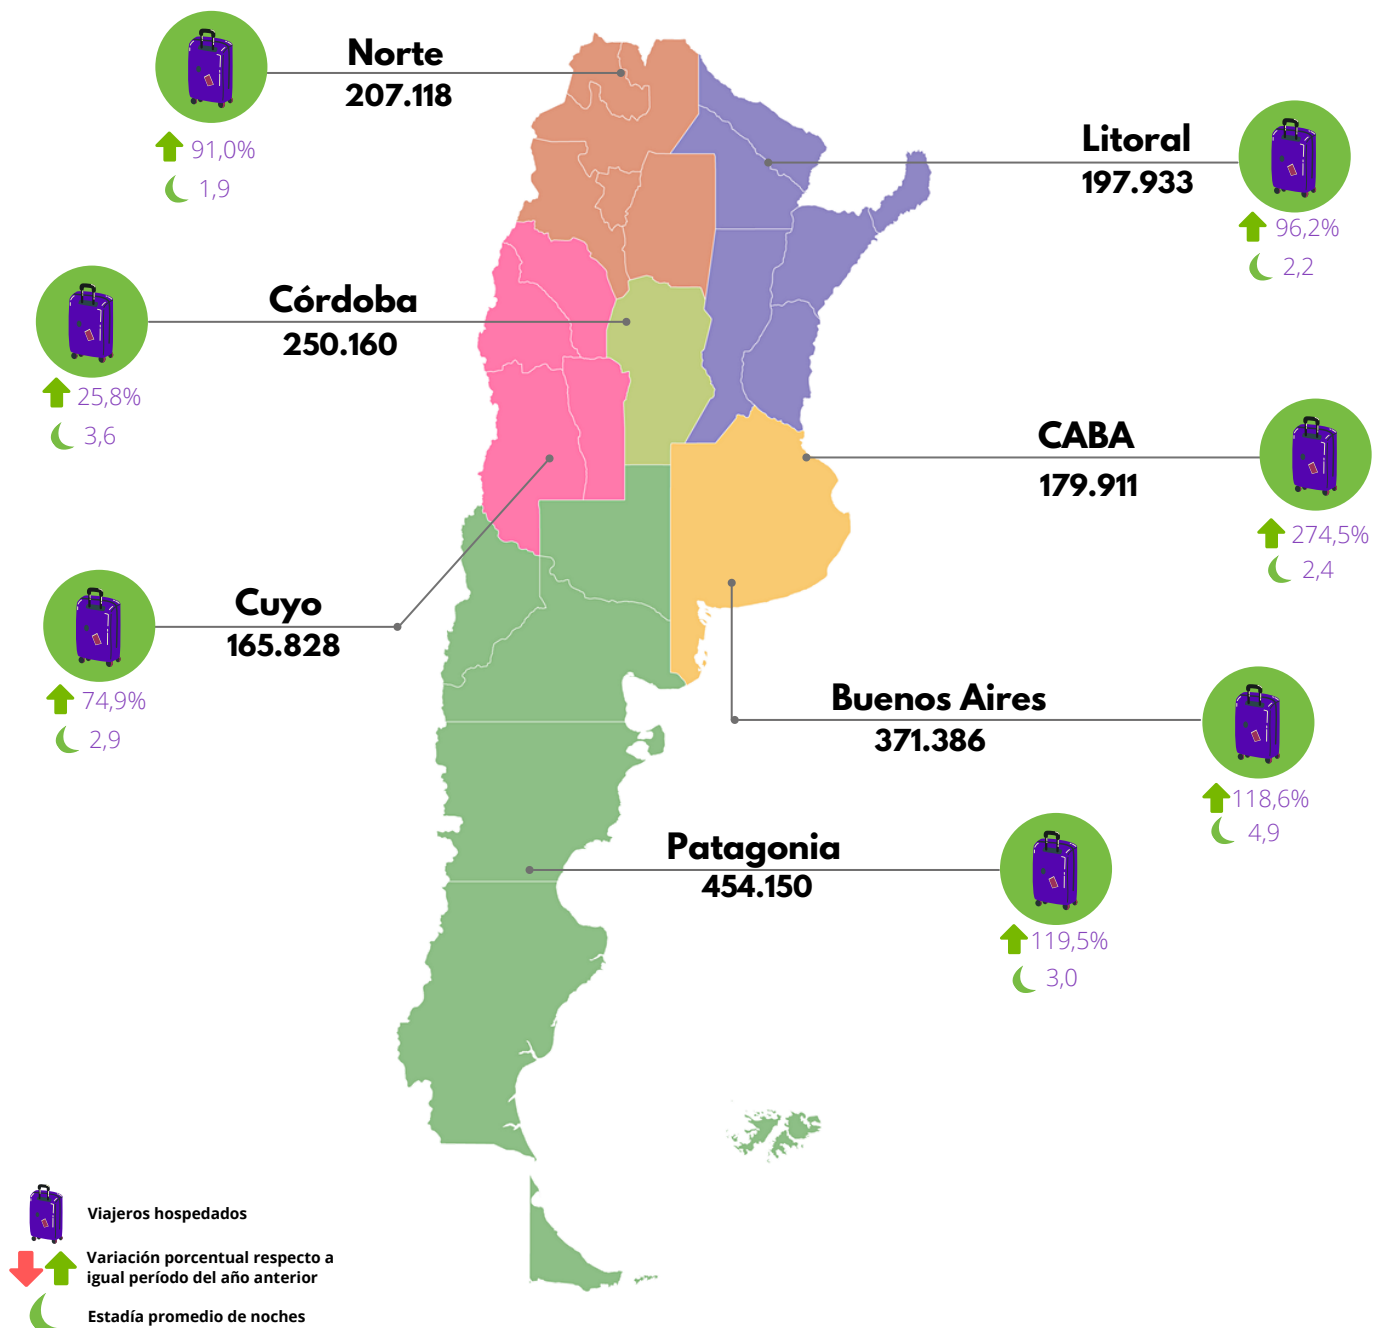 Norte
207.118
91,0%
1,9
Litoral
197.933
96,2%
2,2
Córdoba
250.160
25,8%
3,6
CABA
179.911
274,5%
2,4
Cuyo
165.828
74,9%
2,9
Buenos Aires
371.386
118,6%
4,9
Patagonia
454.150
119,5%
3,0
Viajeros hospedados
Variación porcentual respecto a
igual período del año anterior
Estadía promedio de noches